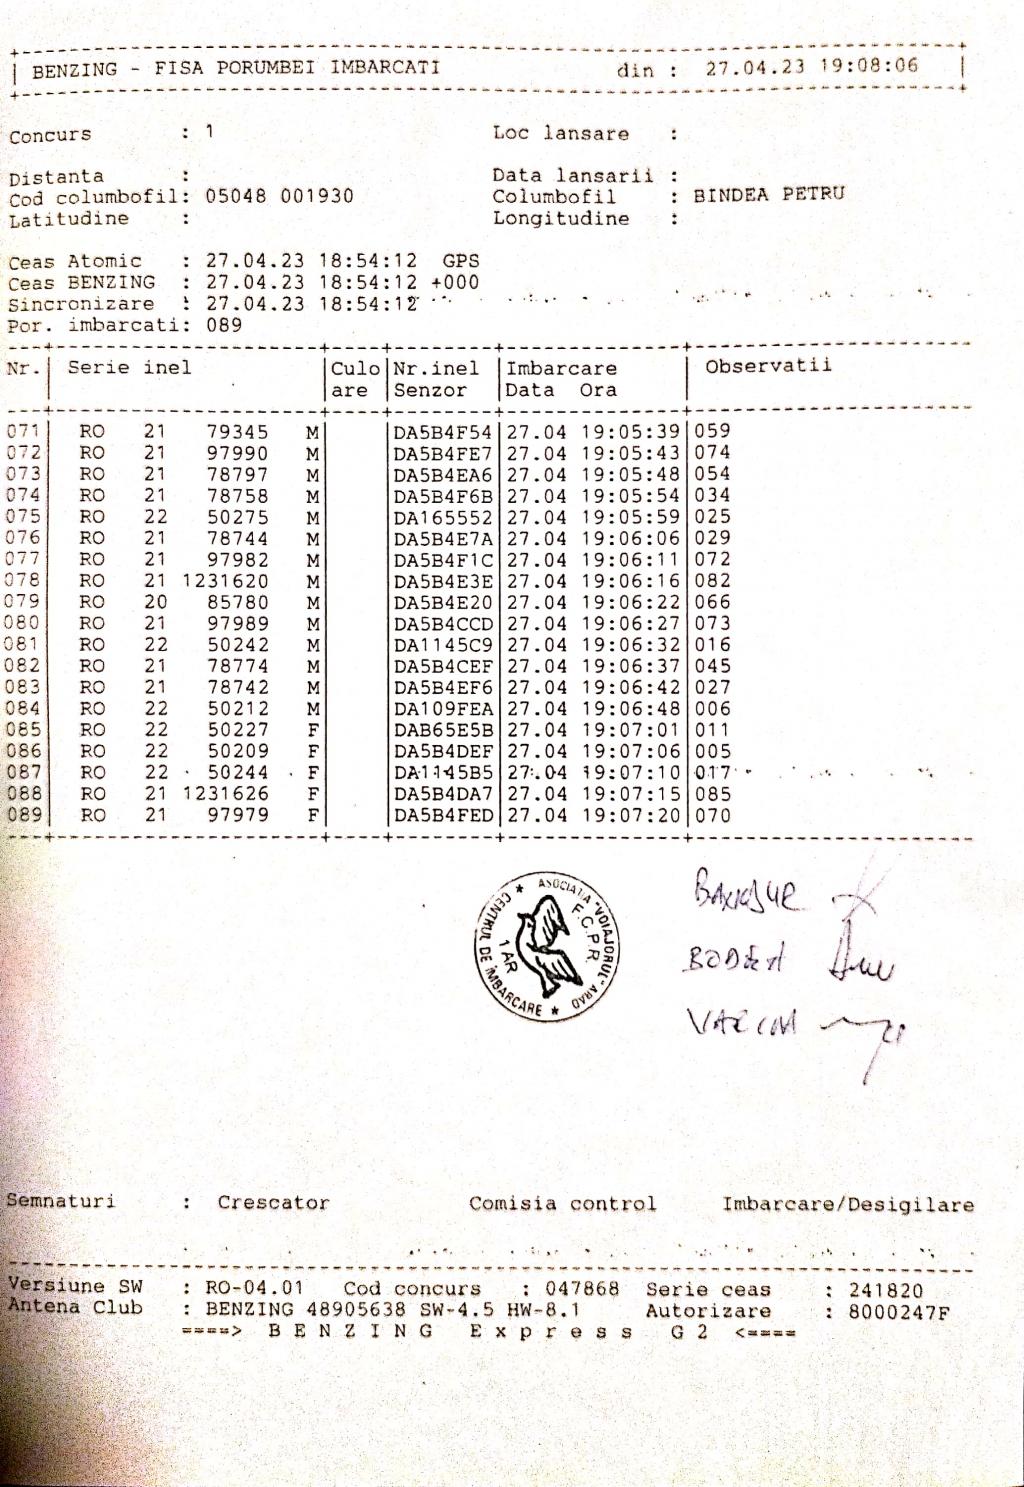 BENZING - FISA PORUMBEI IMBARCATI din : 27.04.23 19:08:06
Concurs : 1 Loc lansare :
Distanta : Data lansarii :
Cod columbofil: 05048 001930 Columbofil : BINDEA PETRU
Latitudine : Longitudine :
Ceas Atomic : 27.04.23 18:54:12 GPS
Ceas BENZING : 27.04.23 18:54:12 +000
Sincronizare : 27.04.23 18:54:12
Por. imbarcati: 089
Nr. Serie inel Culo Nr.inel Imbarcare Observatii
are Senzor Data Ora
071 RO 21 79345 M DA5B4F54 27.04 19:05:39 059
072 RO 21 97990 M DA5B4FE7 27.04 19:05:43 074
073 RO 21 78797 M DA5B4EA6 27.04 19:05:48 054
074 RO 21 78758 M DA5B4F6B 27.04 19:05:54 034
075 RO 22 50275 M DA165552 27.04 19:05:59 025
076 RO 21 78744 M DA5B4E7A 27.04 19:06:06 029
077 RO 21 97982 M DA5B4F1C 27.04 19:06:11 072
078 RO 21 1231620 M DA5B4E3E 27.04 19:06:16 082
079 RO 20 85780 M DA5B4E20 27.04 19:06:22 066
080 RO 21 97989 M DA5B4CCD 27.04 19:06:27 073
081 RO 22 50242 M DA1145C9 27.04 19:06:32 016
082 RO 21 78774 M DA5B4CEF 27.04 19:06:37 045
083 RO 21 78742 M DA5B4EF6 27.04 19:06:42 027
084 RO 22 50212 M DA109FEA 27.04 19:06:48 006
085 RO 22 50227 F DAB65E5B 27.04 19:07:01 011
086 RO 22 50209 F DA5B4DEF 27.04 19:07:06 005
087 RO 22 50244 F DA1145B5 27.04 19:07:10 017
088 RO 21 1231626 F DA5B4DA7 27.04 19:07:15 085
089 RO 21 97979 F DA5B4FED 27.04 19:07:20 070
ASOCIATIA "VOIAJORUL" ARAD
F.C.P.R.
1 AR
CENTRUL DE IMBARCARE
BODEA
Semnaturi : Crescator Comisia control Imbarcare/Desigilare
Versiune SW : RO-04.01 Cod concurs : 047868 Serie ceas : 241820
Antena Club : BENZING 48905638 SW-4.5 HW-8.1 Autorizare : 8000247F
====> B E N Z I N G E x p r e s s G 2 <====